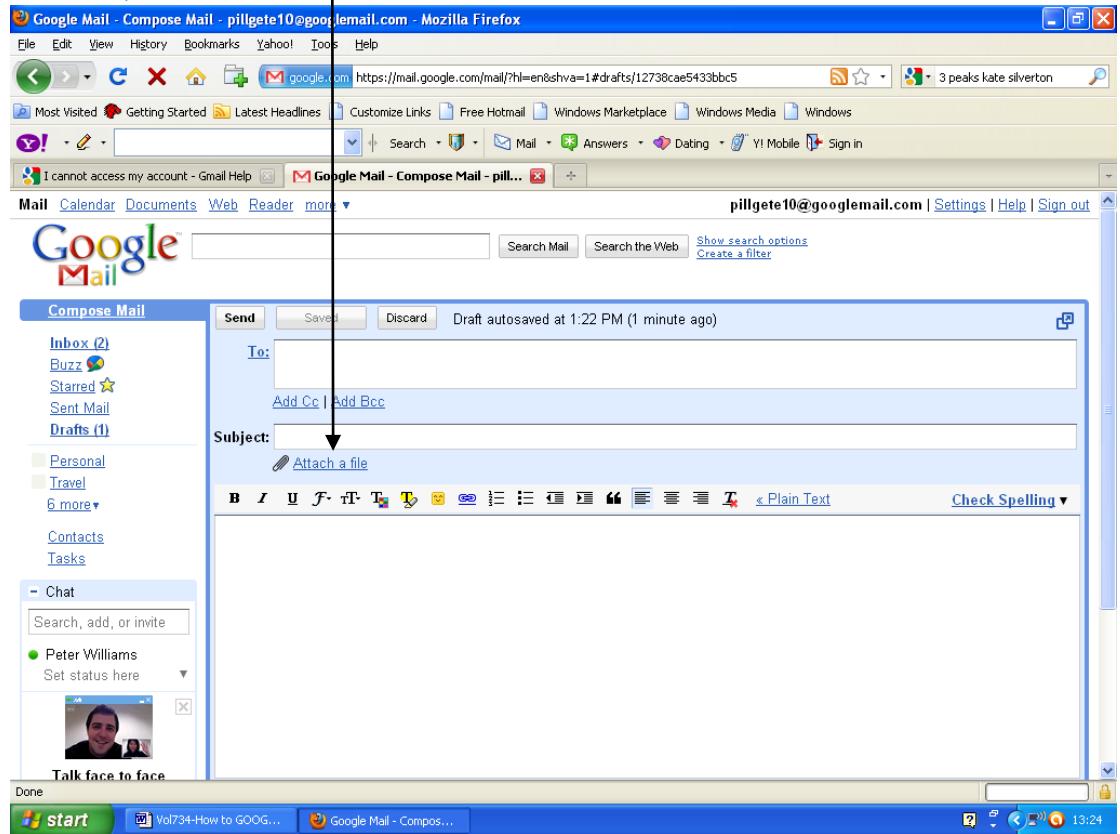 Google Mail - Compose Mail - pillgete10@googlemail.com - Mozilla Firefox
File Edit View History Bookmarks Yahoo! Tools Help
google.com https://mail.google.com/mail/?hl=en&shva=1#drafts/12738cae5433bbc5 3 peaks kate silverton
Most Visited Getting Started Latest Headlines Customize Links Free Hotmail Windows Marketplace Windows Media Windows
Y! Search Mail Answers Dating Y! Mobile Sign in
I cannot access my account - Gmail Help Google Mail - Compose Mail - pill...
Mail Calendar Documents Web Reader more ▼ pillgete10@googlemail.com | Settings | Help | Sign out
Google Mail Search Mail Search the Web Show search options
Create a filter
Compose Mail
Send Saved Discard Draft autosaved at 1:22 PM (1 minute ago)
Inbox (2)
Buzz
Starred
Sent Mail
Drafts (1)
Personal
Travel
6 more ▾
Contacts
Tasks
To:
Add Cc | Add Bcc
Subject:
Attach a file
B I U F T T T « Plain Text Check Spelling ▼
− Chat
Search, add, or invite
Peter Williams
Set status here
Talk face to face
Done
start Vol734-How to GOOG... Google Mail - Compos... 13:24